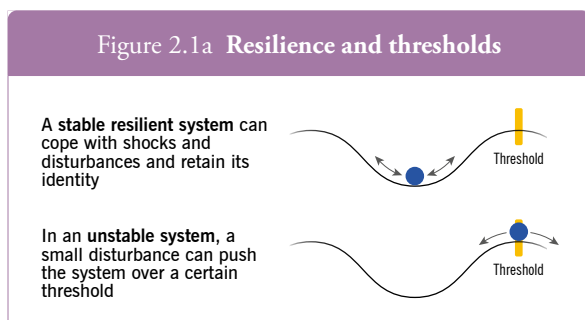 Figure 2.1a Resilience and thresholds
A stable resilient system can
cope with shocks and
disturbances and retain its
identity
Threshold
In an unstable system, a
small disturbance can push
the system over a certain
threshold
Threshold